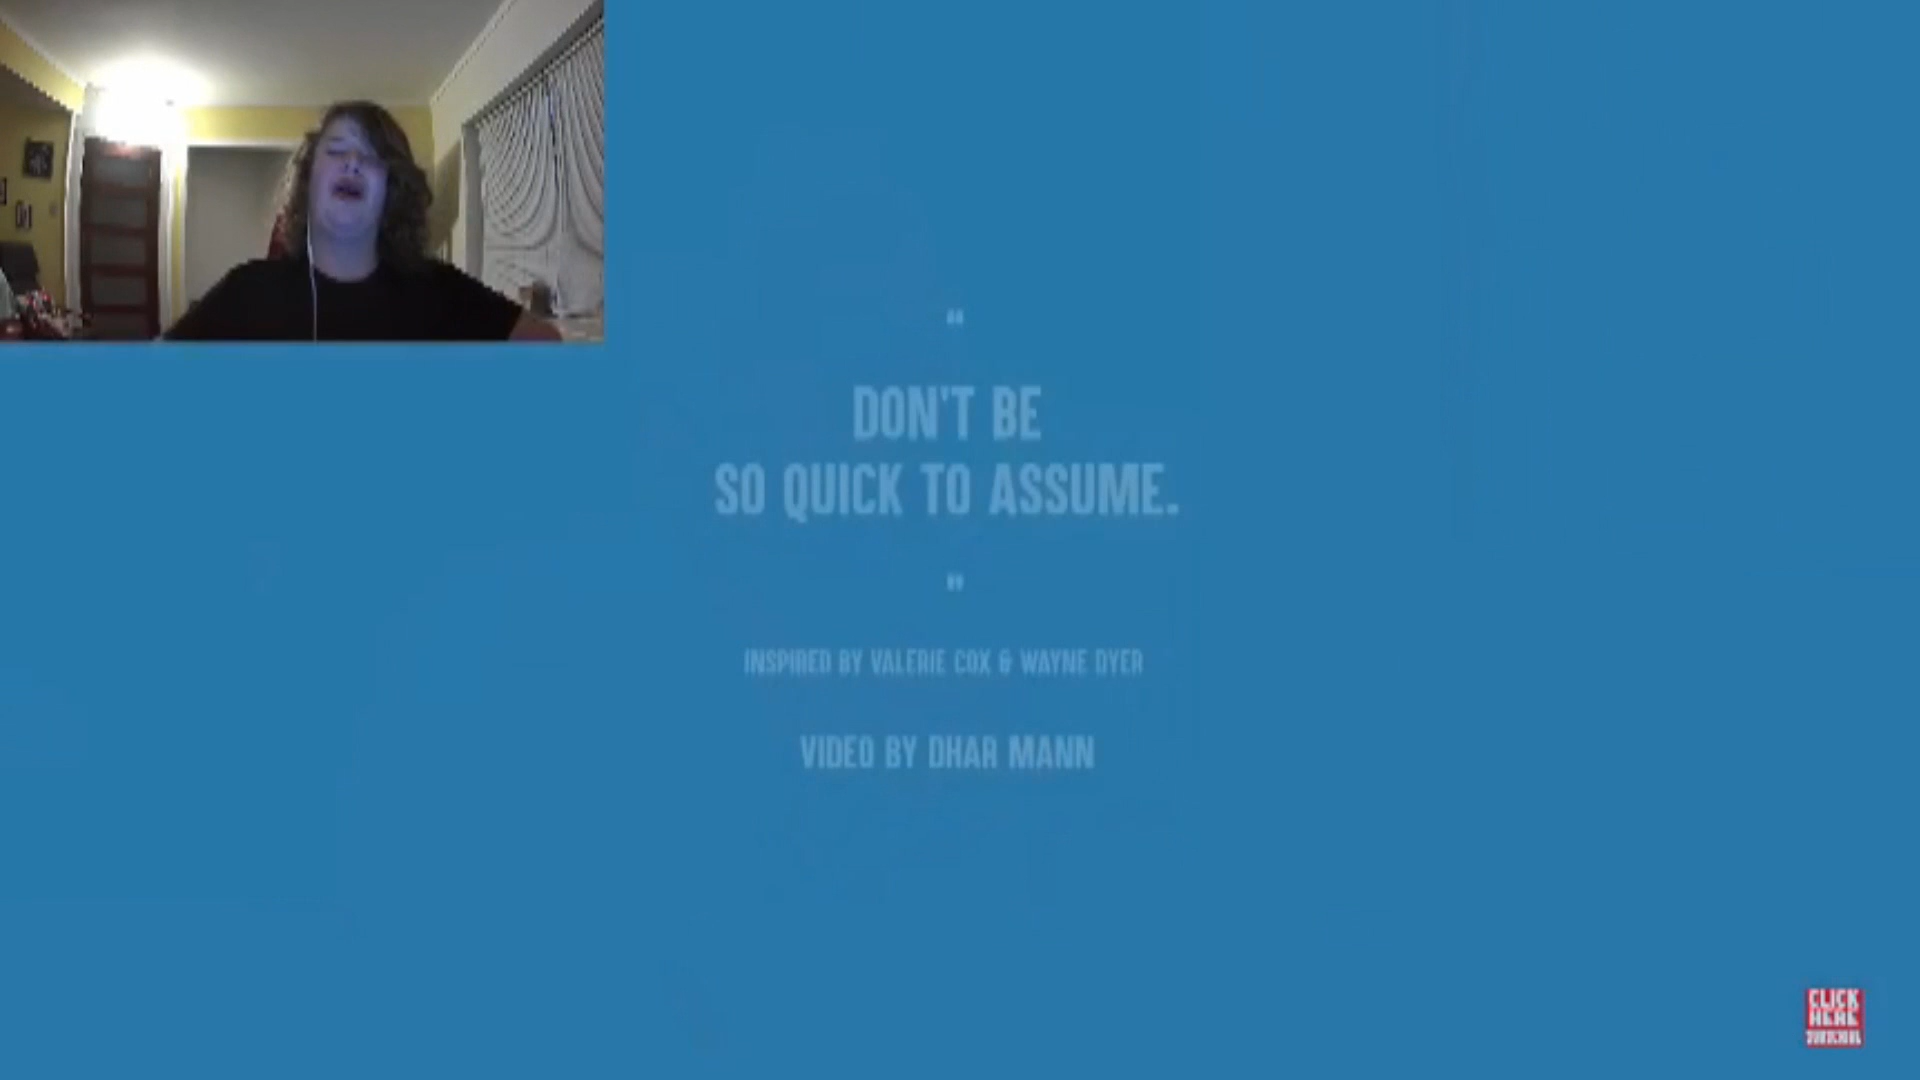 “
DON'T BE
SO QUICK TO ASSUME.
”
INSPIRED BY VALERIE COX & WAYNE DYER
VIDEO BY DHAR MANN
CLICK
HERE